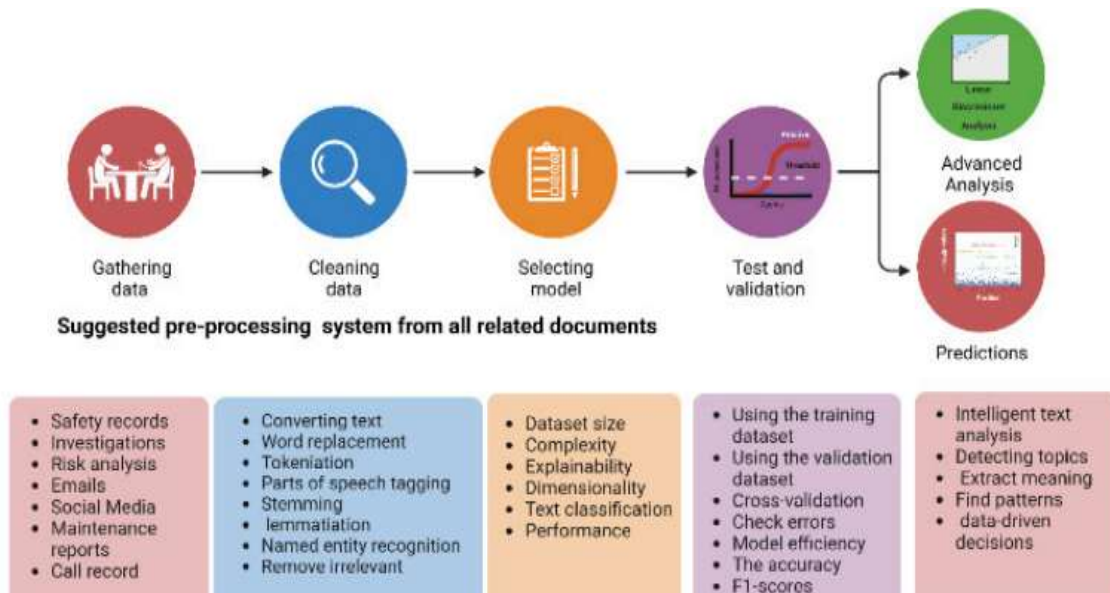 Gathering
data
Cleaning
data
Selecting
model
Test and
validation
Threshold
Linear
Discriminant
Analysis
Advanced
Analysis
Predictions
Suggested pre-processing system from all related documents
• Safety records
• Investigations
• Risk analysis
• Emails
• Social Media
• Maintenance
reports
• Call record
• Converting text
• Word replacement
• Tokeniation
• Parts of speech tagging
• Stemming
• lemmatiation
• Named entity recognition
• Remove irrelevant
• Dataset size
• Complexity
• Explainability
• Dimensionality
• Text classification
• Performance
• Using the training
dataset
• Using the validation
dataset
• Cross-validation
• Check errors
• Model efficiency
• The accuracy
• F1-scores
• Intelligent text
analysis
• Detecting topics
• Extract meaning
• Find patterns
• data-driven
decisions